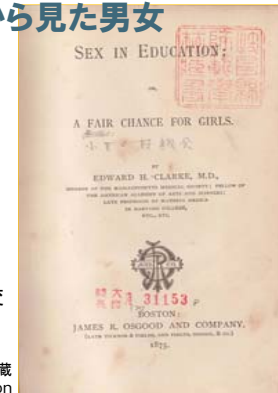 から見た男女
SEX IN EDUCATION;
OR,
A FAIR CHANCE FOR GIRLS.
BY
EDWARD H. CLARKE, M.D.,
MEMBER OF THE MASSACHUSETTS MEDICAL SOCIETY; FELLOW OF
THE AMERICAN ACADEMY OF ARTS AND SCIENCES;
LATE PROFESSOR OF MATERIA MEDICA
IN HARVARD COLLEGE,
ETC., ETC.
31153
BOSTON:
JAMES R. OSGOOD AND COMPANY,
1875.
蔵
on